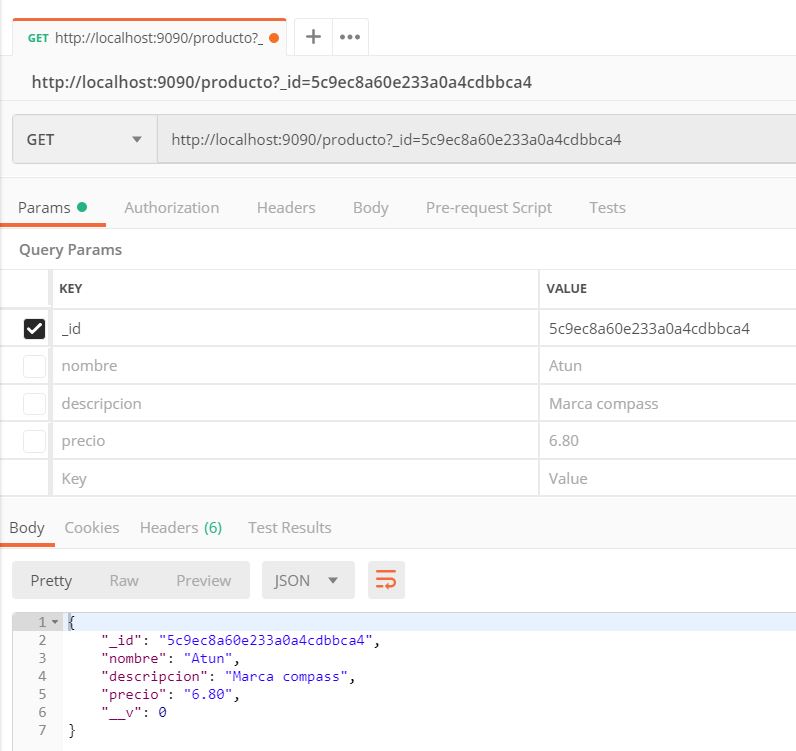 GET http://localhost:9090/producto?_ + •••
http://localhost:9090/producto?_id=5c9ec8a60e233a0a4cdbbca4
GET http://localhost:9090/producto?_id=5c9ec8a60e233a0a4cdbbca4
Params Authorization Headers Body Pre-request Script Tests
Query Params
KEY VALUE
_id 5c9ec8a60e233a0a4cdbbca4
nombre Atun
descripcion Marca compass
precio 6.80
Key Value
Body Cookies Headers (6) Test Results
Pretty Raw Preview JSON
1 {
2 "_id": "5c9ec8a60e233a0a4cdbbca4",
3 "nombre": "Atun",
4 "descripcion": "Marca compass",
5 "precio": "6.80",
6 "__v": 0
7 }